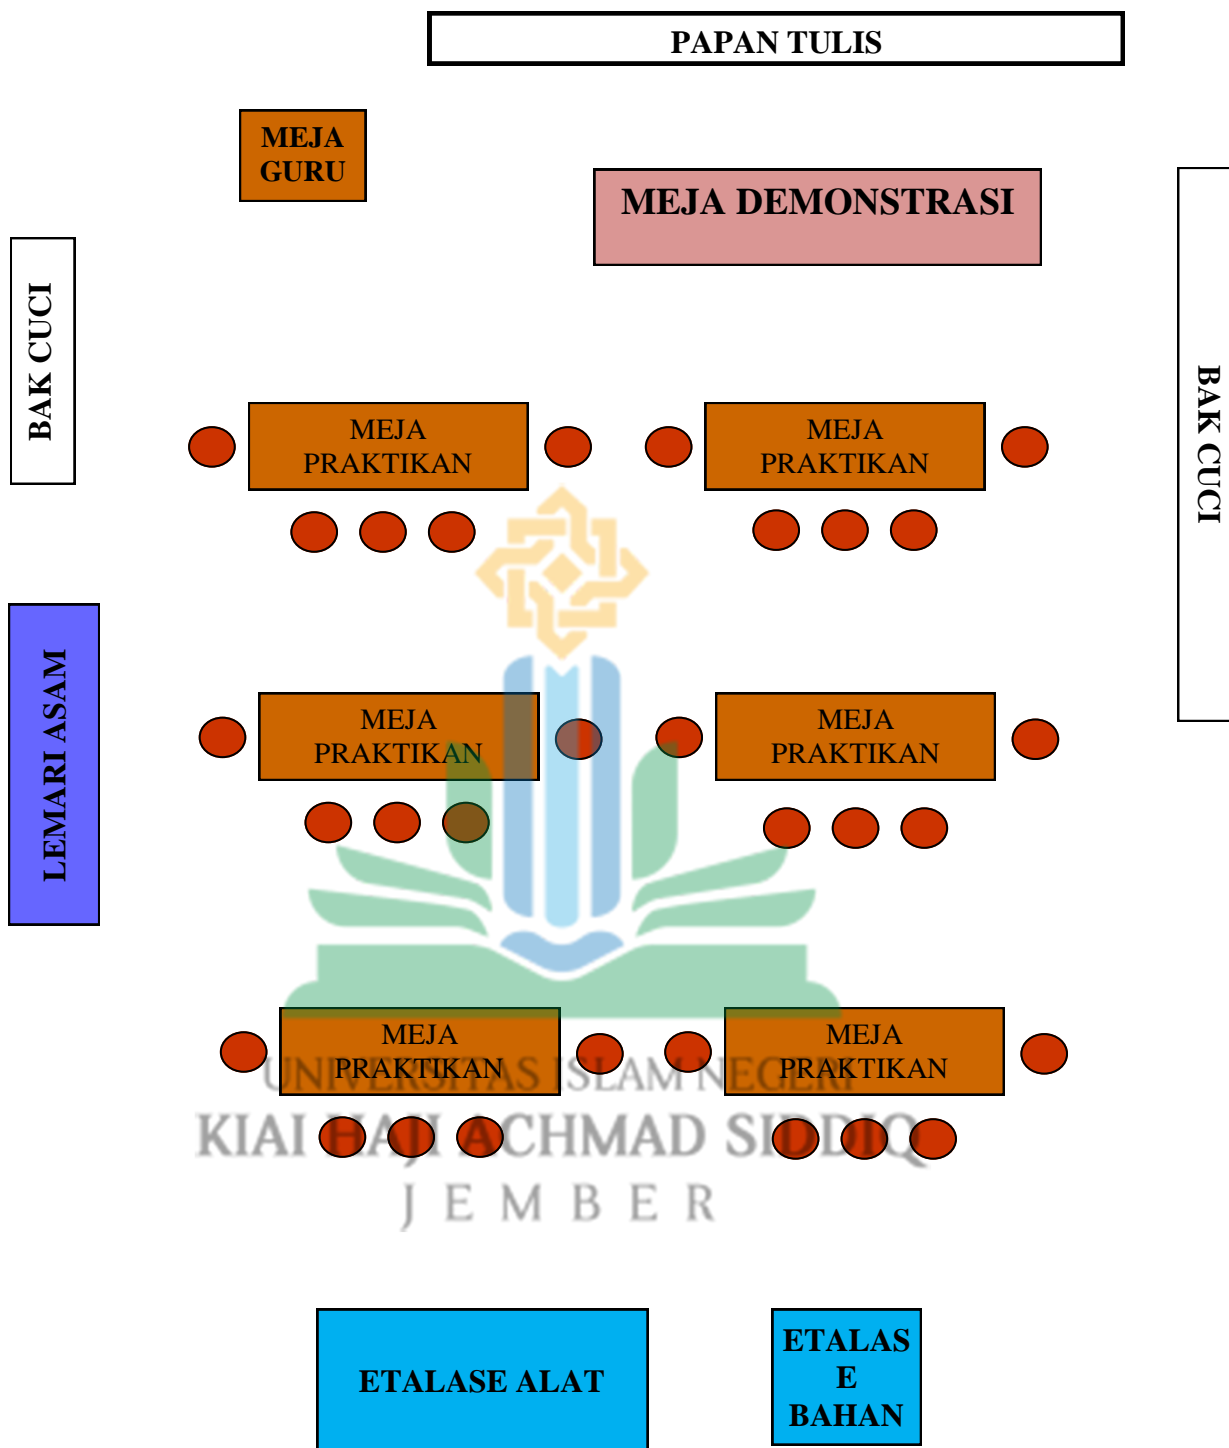 PAPAN TULIS
MEJA
GURU
MEJA DEMONSTRASI
BAK CUCI
BAK CUCI
MEJA
PRAKTIKAN
MEJA
PRAKTIKAN
LEMARI ASAM
MEJA
PRAKTIKAN
MEJA
PRAKTIKAN
MEJA
PRAKTIKAN
MEJA
PRAKTIKAN
UNIVERSITAS ISLAM NEGERI
KIAI HAJI ACHMAD SIDDIQ
JEMBER
ETALASE ALAT
ETALAS
E
BAHAN